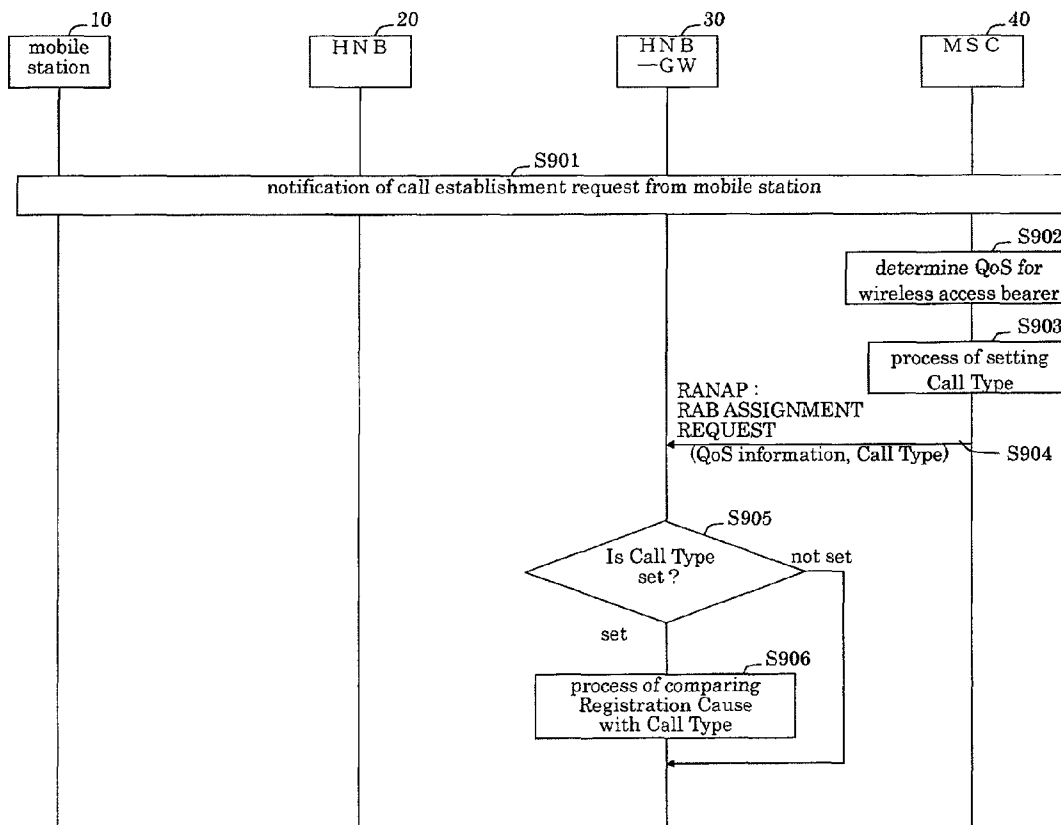 10
20
30
40
mobile
station
HNB
HNB
—GW
MSC
S901
notification of call establishment request from mobile station
S902
determine QoS for
wireless access bearer
S903
process of setting
Call Type
RANAP :
RAB ASSIGNMENT
REQUEST
(QoS information, Call Type)
S904
S905
Is Call Type
set ?
not set
set
S906
process of comparing
Registration Cause
with Call Type